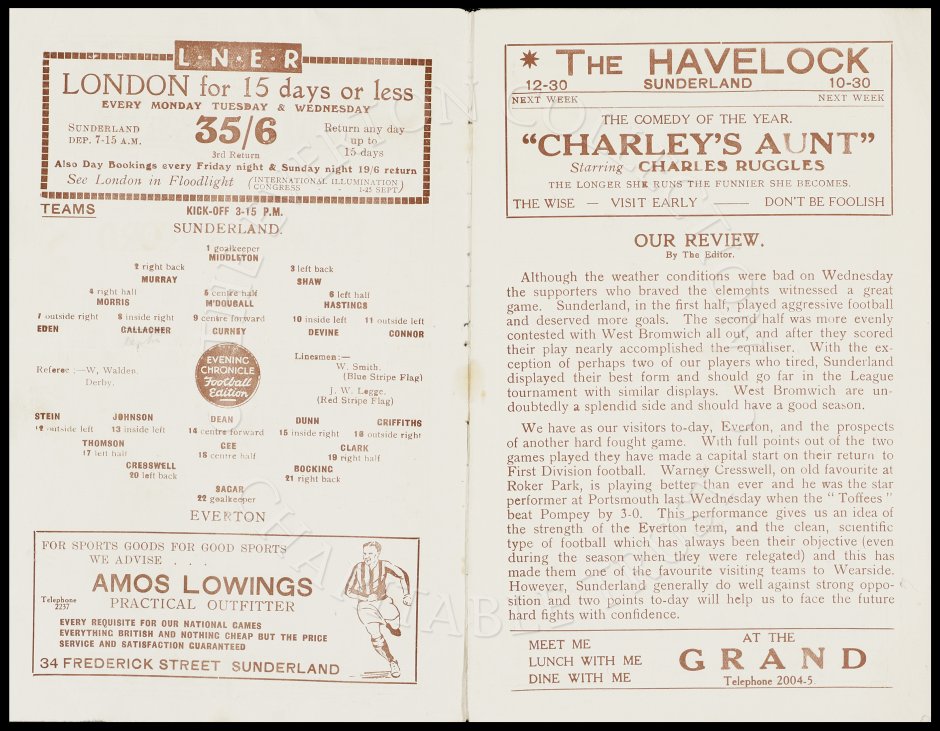 L·N·E·R
LONDON for 15 days or less
EVERY MONDAY TUESDAY & WEDNESDAY
SUNDERLAND
DEP. 7-15 A.M.
35/6
3rd Return
Return any day
up to
15 days
Also Day Bookings every Friday night & Sunday night 19/6 return
See London in Floodlight (INTERNATIONAL ILLUMINATION
CONGRESS - 1-25 SEPT.)
TEAMS KICK-OFF 3-15 P.M.
SUNDERLAND.
1 goalkeeper
MIDDLETON
2 right back 3 left back
MURRAY SHAW
4 right half 5 centre half 6 left half
MORRIS M'DOUGALL HASTINGS
7 outside right 8 inside right 9 centre forward 10 inside left 11 outside left
EDEN GALLACHER GURNEY DEVINE CONNOR
Referee :—W, Walden,
Derby.
EVENING
CHRONICLE
Football
Edition
Linesmen:—
W. Smith.
(Blue Stripe Flag)
J. W. Legge.
(Red Stripe Flag)
STEIN JOHNSON DEAN DUNN GRIFFITHS
12 outside left 13 inside left 14 centre forward 15 inside right 16 outside right
THOMSON GEE CLARK
17 left half 18 centre half 19 right half
CRESSWELL BOCKING
20 left back 21 right back
SAGAR
22 goalkeeper
EVERTON
FOR SPORTS GOODS FOR GOOD SPORTS
WE ADVISE . . .
AMOS LOWINGS
Telephone
2237
PRACTICAL OUTFITTER
EVERY REQUISITE FOR OUR NATIONAL GAMES
EVERYTHING BRITISH AND NOTHING CHEAP BUT THE PRICE
SERVICE AND SATISFACTION GUARANTEED
34 FREDERICK STREET SUNDERLAND
THE HAVELOCK
12-30 SUNDERLAND 10-30
NEXT WEEK NEXT WEEK
THE COMEDY OF THE YEAR.
"CHARLEY'S AUNT"
Starring CHARLES RUGGLES
THE LONGER SHE RUNS THE FUNNIER SHE BECOMES.
THE WISE — VISIT EARLY — DON'T BE FOOLISH
OUR REVIEW.
By The Editor.
Although the weather conditions were bad on Wednesday
the supporters who braved the elements witnessed a great
game. Sunderland, in the first half, played aggressive football
and deserved more goals. The second half was more evenly
contested with West Bromwich all out, and after they scored
their play nearly accomplished the equaliser. With the ex-
ception of perhaps two of our players who tired, Sunderland
displayed their best form and should go far in the League
tournament with similar displays. West Bromwich are un-
doubtedly a splendid side and should have a good season.
We have as our visitors to-day, Everton, and the prospects
of another hard fought game. With full points out of the two
games played they have made a capital start on their return to
First Division football. Warney Cresswell, on old favourite at
Roker Park, is playing better than ever and he was the star
performer at Portsmouth last Wednesday when the "Toffees"
beat Pompey by 3-0. This performance gives us an idea of
the strength of the Everton team, and the clean, scientific
type of football which has always been their objective (even
during the season when they were relegated) and this has
made them one of the favourite visiting teams to Wearside.
However, Sunderland generally do well against strong oppo-
sition and two points to-day will help us to face the future
hard fights with confidence.
MEET ME
LUNCH WITH ME
DINE WITH ME
AT THE
GRAND
Telephone 2004-5.